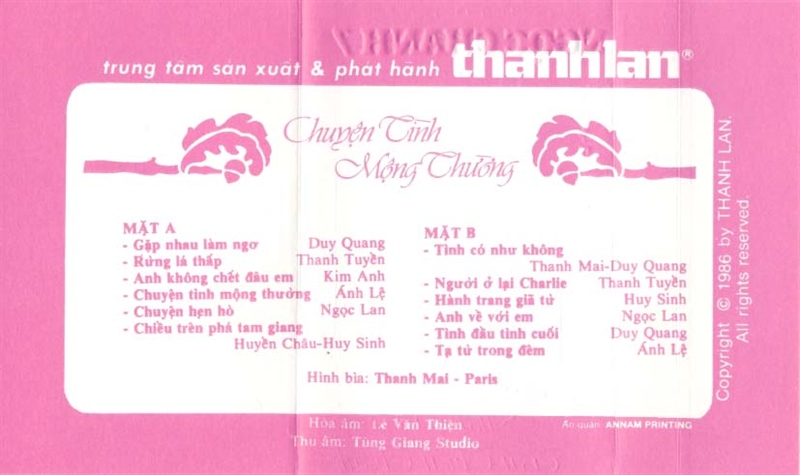 trung tâm sản xuất & phát hành thanhlan®
Chuyện Tình
Mộng Thường
MẶT A
- Gặp nhau làm ngơ Duy Quang
- Rừng lá thấp Thanh Tuyền
- Anh không chết đâu em Kim Anh
- Chuyện tình mộng thường Ánh Lệ
- Chuyện hẹn hò Ngọc Lan
- Chiều trên phá tam giang
Huyền Châu-Huy Sinh
MẶT B
- Tình có như không
Thanh Mai-Duy Quang
- Người ở lại Charlie Thanh Tuyền
- Hành trang giã từ Huy Sinh
- Anh về với em Ngọc Lan
- Tình đầu tình cuối Duy Quang
- Tạ từ trong đêm Ánh Lệ
Hình bìa: Thanh Mai - Paris
Hòa âm: Lê Văn Thiện
Thu âm: Tùng Giang Studio
Ấn quán: ANNAM PRINTING
Copyright © 1986 by THANH LAN.
All rights reserved.